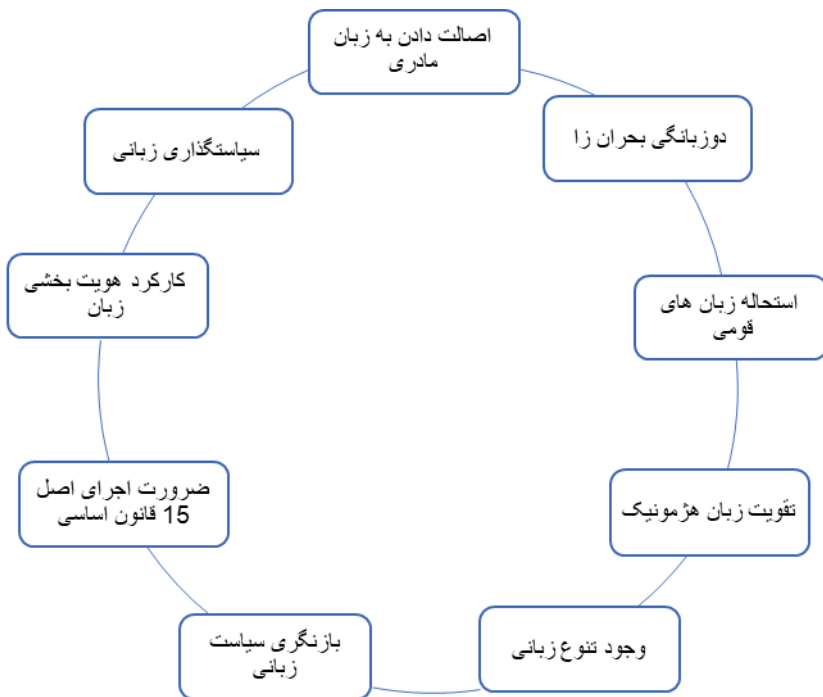 اصالت دادن به زبان
مادری
دوزبانگی بحران زا
استحاله زبان های
قومی
تقویت زبان هژمونیک
وجود تنوع زبانی
بازنگری سیاست
زبانی
ضرورت اجرای اصل
15 قانون اساسی
کارکرد هویت بخشی
زبان
سیاستگذاری زبانی